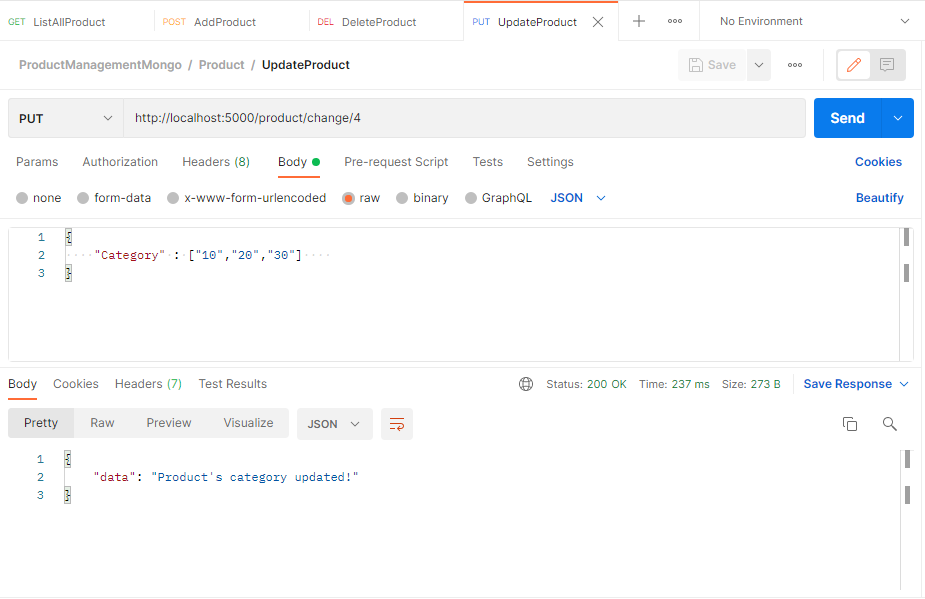 GET ListAllProduct POST AddProduct DEL DeleteProduct PUT UpdateProduct No Environment
ProductManagementMongo / Product / UpdateProduct Save
PUT http://localhost:5000/product/change/4 Send
Params Authorization Headers (8) Body Pre-request Script Tests Settings Cookies
none form-data x-www-form-urlencoded raw binary GraphQL JSON Beautify
1 {
2 ····"Category"·:·["10","20","30"]·····
3 }
Body Cookies Headers (7) Test Results Status: 200 OK Time: 237 ms Size: 273 B Save Response
Pretty Raw Preview Visualize JSON
1 {
2 "data": "Product's category updated!"
3 }